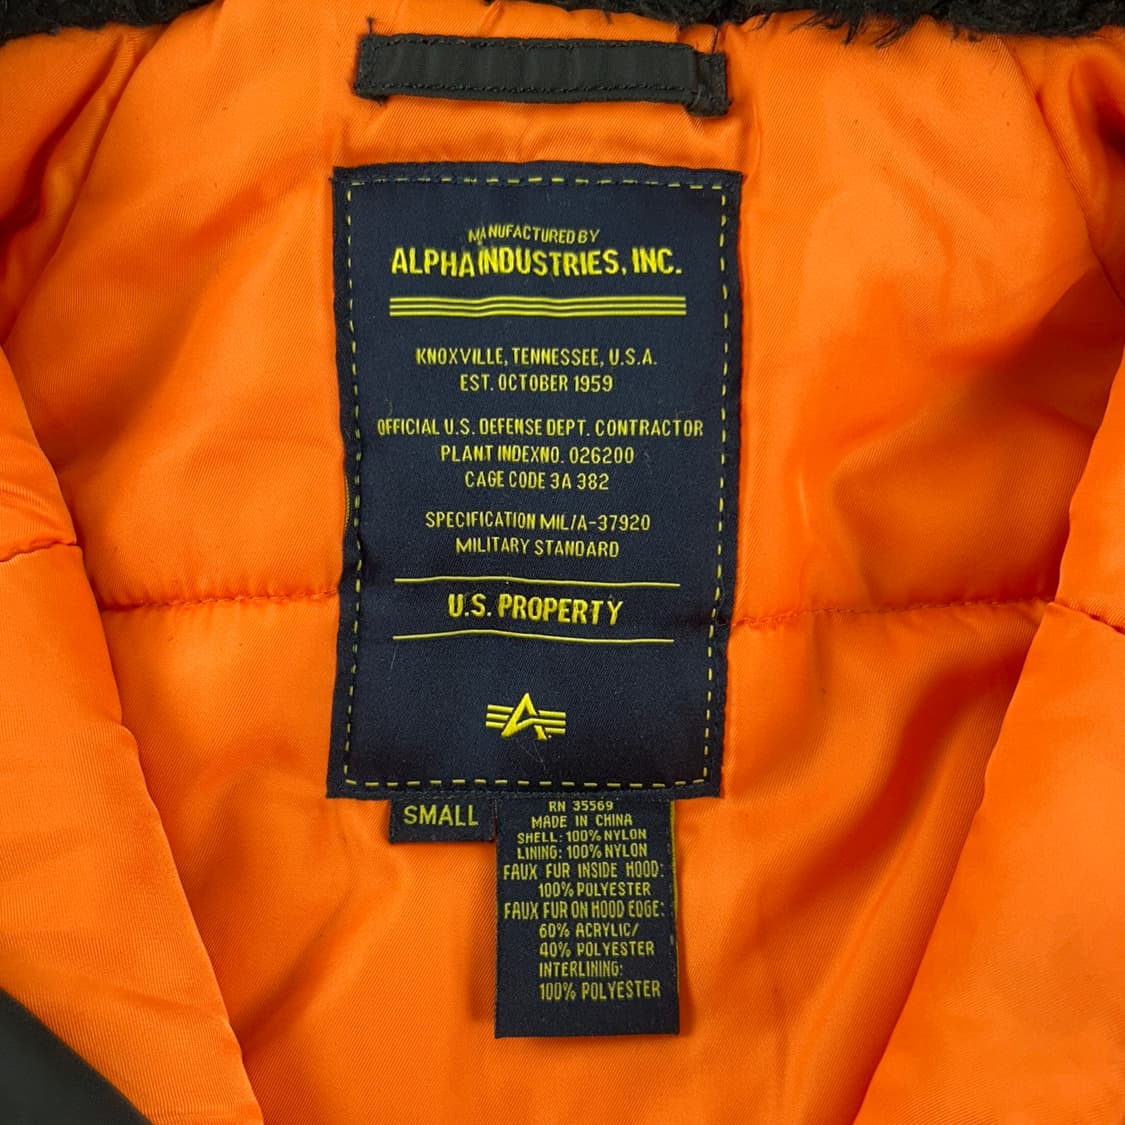 MANUFACTURED BY
ALPHA INDUSTRIES, INC.
KNOXVILLE, TENNESSEE, U.S.A.
EST. OCTOBER 1959
OFFICIAL U.S. DEFENSE DEPT. CONTRACTOR
PLANT INDEX NO. 026200
CAGE CODE 3A 382
SPECIFICATION MIL/A-37920
MILITARY STANDARD
U.S. PROPERTY
SMALL
RN 35569
MADE IN CHINA
SHELL: 100% NYLON
LINING: 100% NYLON
FAUX FUR INSIDE HOOD:
100% POLYESTER
FAUX FUR ON HOOD EDGE:
60% ACRYLIC/
40% POLYESTER
INTERLINING:
100% POLYESTER